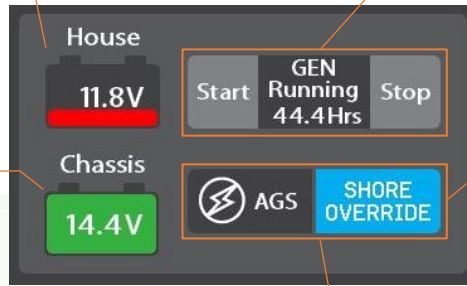 House
11.8V
Start
GEN
Running
44.4Hrs
Stop
Chassis
14.4V
AGS
SHORE
OVERRIDE